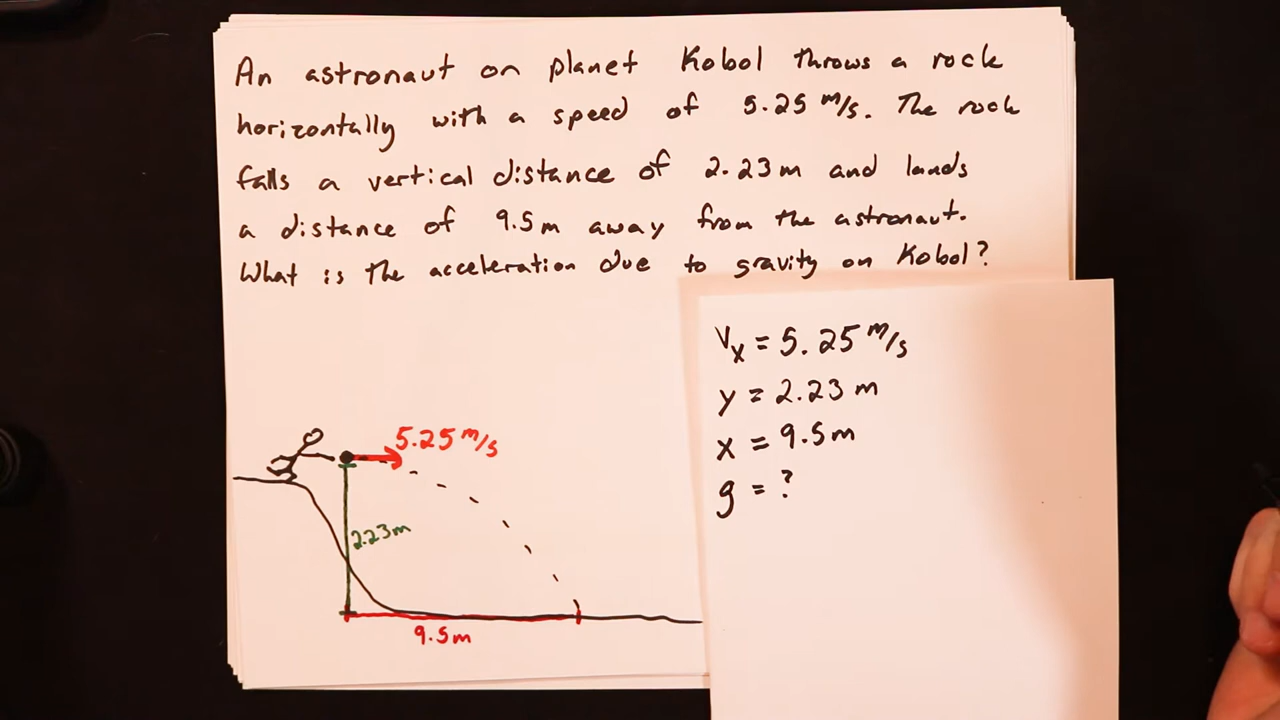 An astronaut on planet Kobol throws a rock
horizontally with a speed of 5.25 m/s. The rock
falls a vertical distance of 2.23 m and lands
a distance of 9.5 m away from the astronaut.
What is the acceleration due to gravity on Kobol?
Vx = 5.25 m/s
y = 2.23 m
x = 9.5 m
g = ?
5.25 m/s
2.23m
9.5m